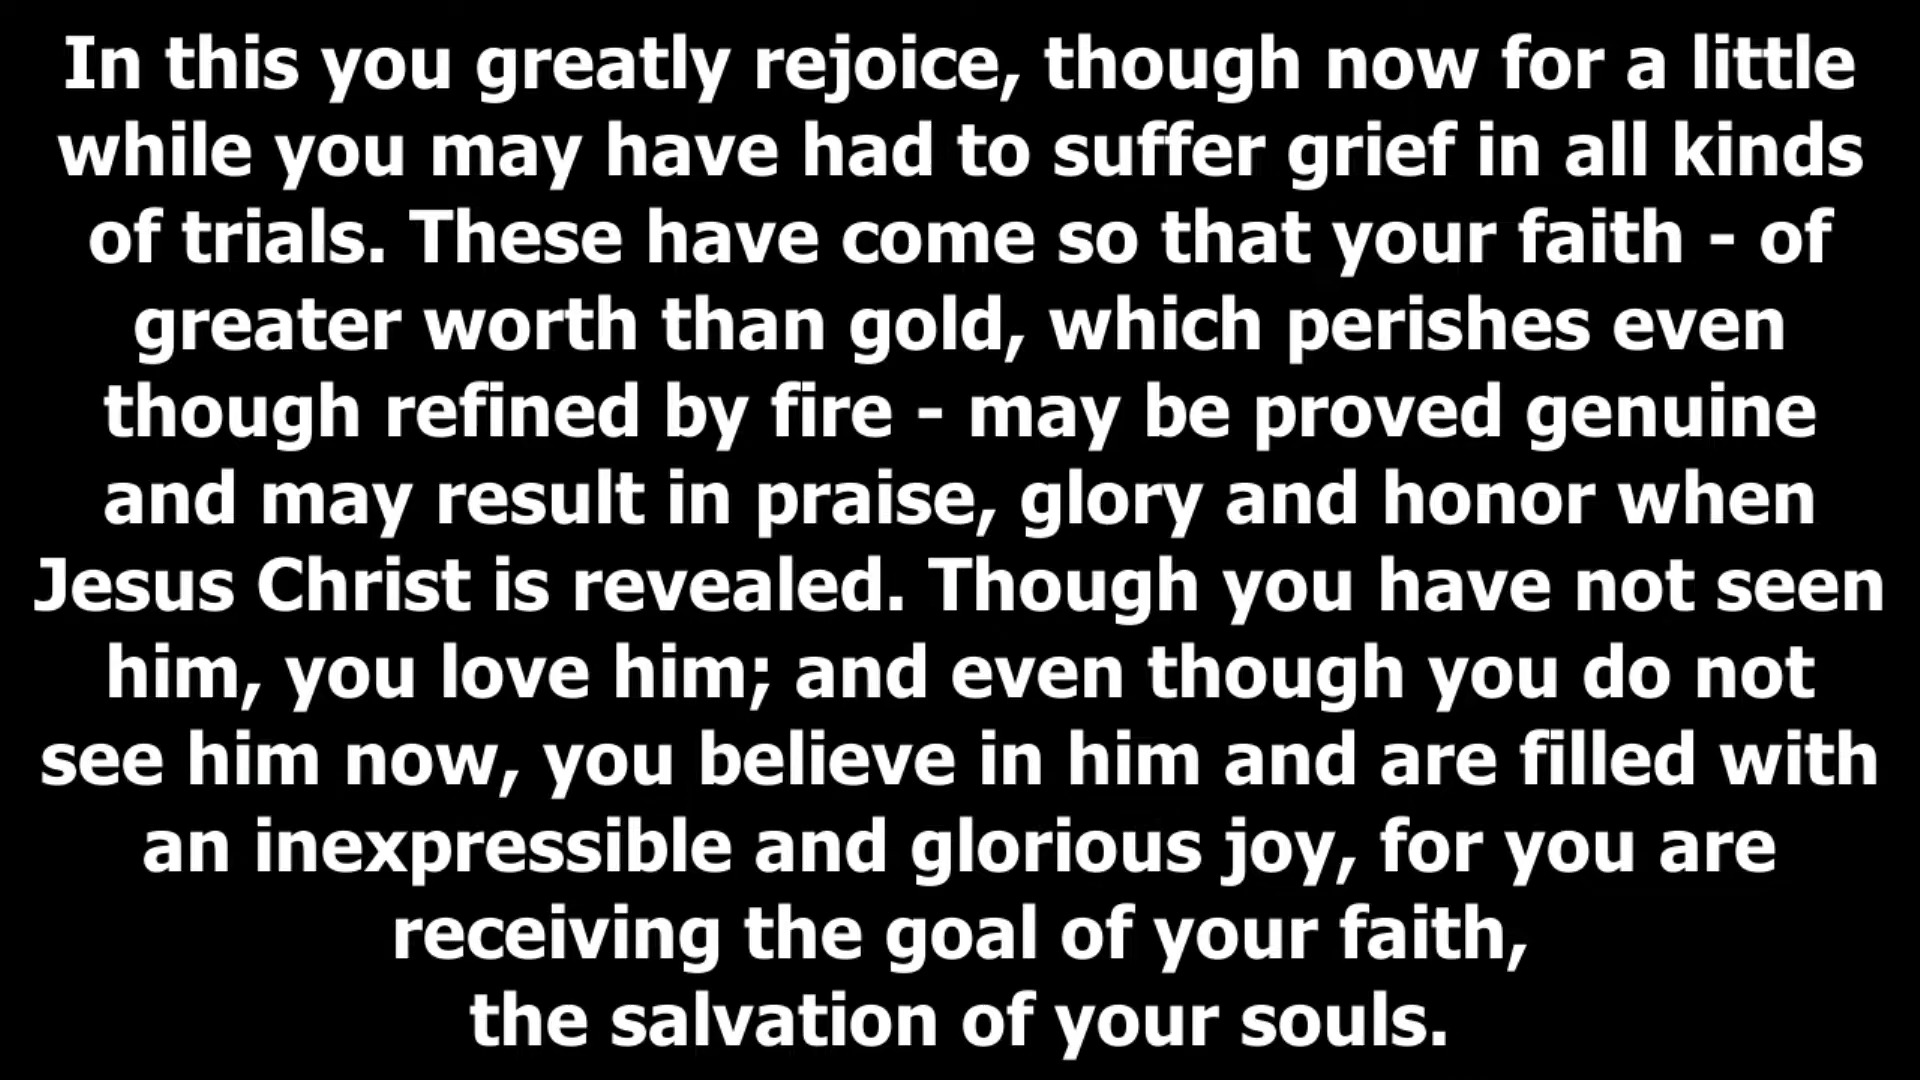 In this you greatly rejoice, though now for a little
while you may have had to suffer grief in all kinds
of trials. These have come so that your faith - of
greater worth than gold, which perishes even
though refined by fire - may be proved genuine
and may result in praise, glory and honor when
Jesus Christ is revealed. Though you have not seen
him, you love him; and even though you do not
see him now, you believe in him and are filled with
an inexpressible and glorious joy, for you are
receiving the goal of your faith,
the salvation of your souls.